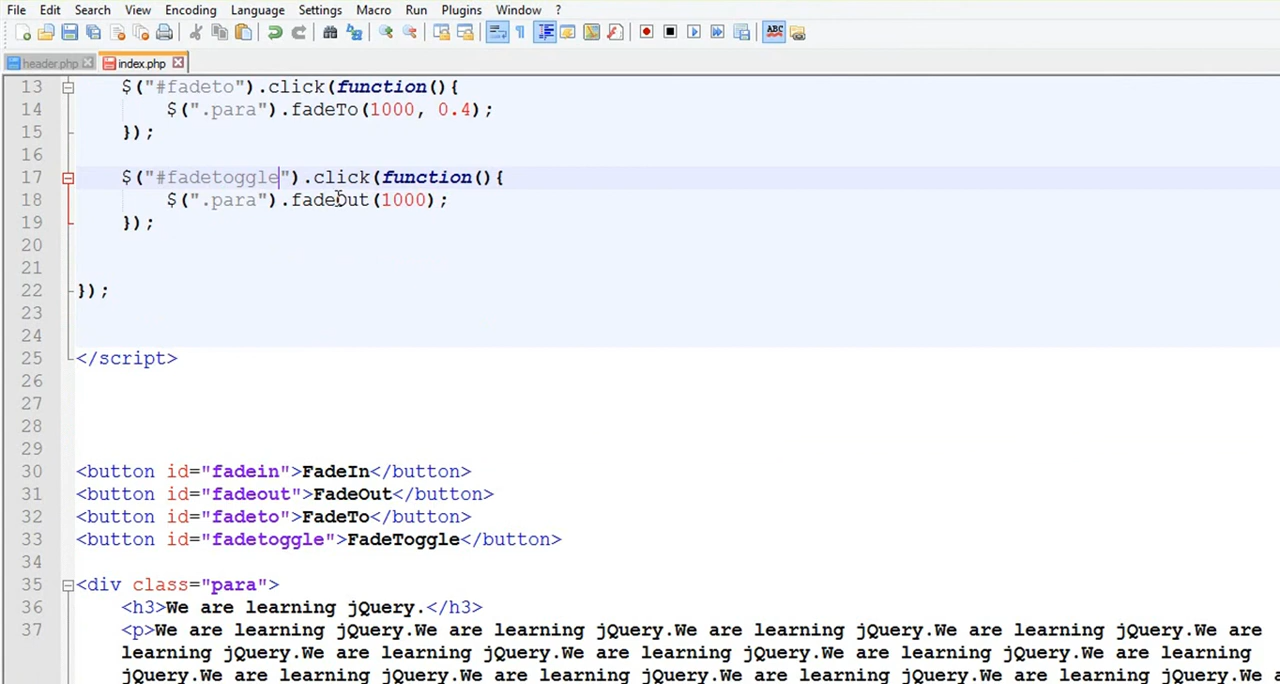 File Edit Search View Encoding Language Settings Macro Run Plugins Window ?
ABC
header.php index.php
13 $("#fadeto").click(function(){
14 $(".para").fadeTo(1000, 0.4);
15 });
16
17 $("#fadetoggle").click(function(){
18 $(".para").fadeOut(1000);
19 });
20
21
22 });
23
24
25 </script>
26
27
28
29
30 <button id="fadein">FadeIn</button>
31 <button id="fadeout">FadeOut</button>
32 <button id="fadeto">FadeTo</button>
33 <button id="fadetoggle">FadeToggle</button>
34
35 <div class="para">
36 <h3>We are learning jQuery.</h3>
37 <p>We are learning jQuery.We are learning jQuery.We are learning jQuery.We are learning jQuery.We are
learning jQuery.We are learning jQuery.We are learning jQuery.We are learning jQuery.We are learning
jQuery.We are learning jQuery.We are learning jQuery.We are learning jQuery.We are learning jQuery.We